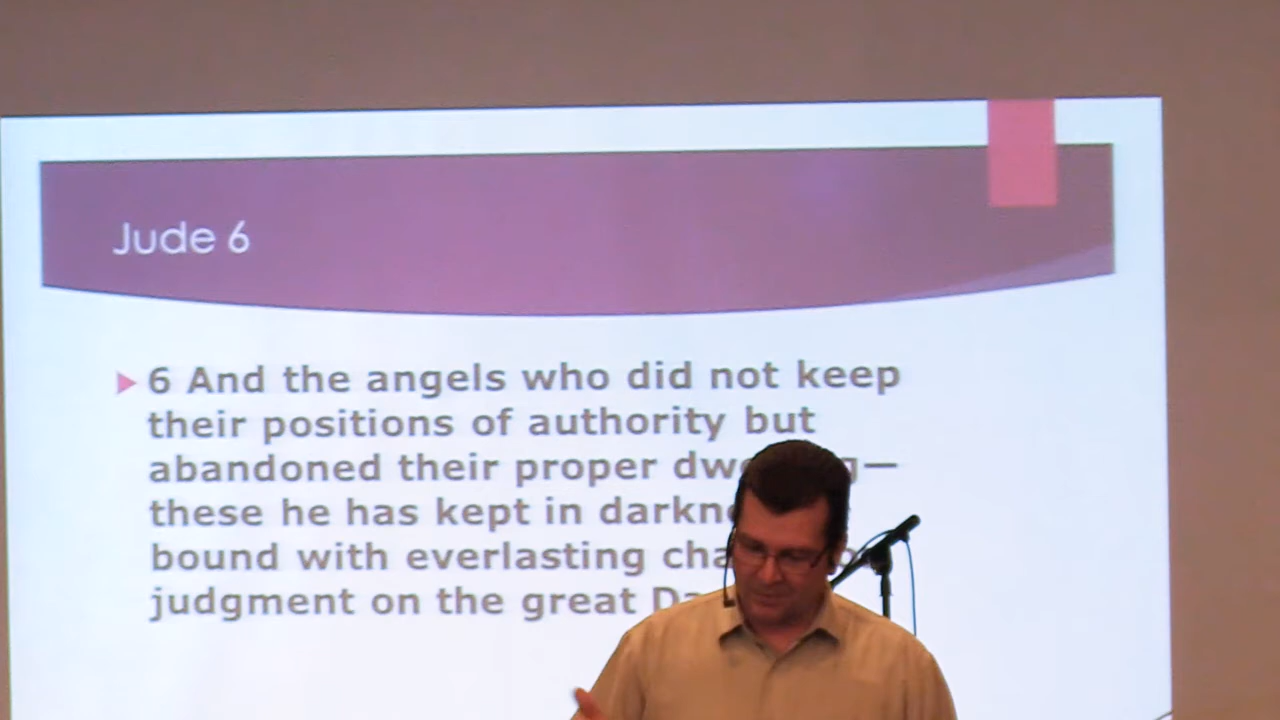 Jude 6
6 And the angels who did not keep
their positions of authority but
abandoned their proper
these he has kept in
bound with everlasting
judgment on the great